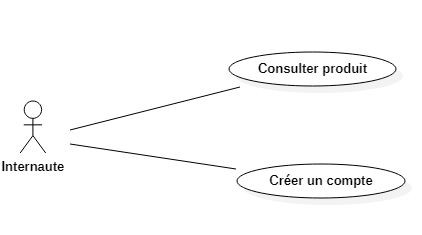 Consulter produit
Internaute
Créer un compte